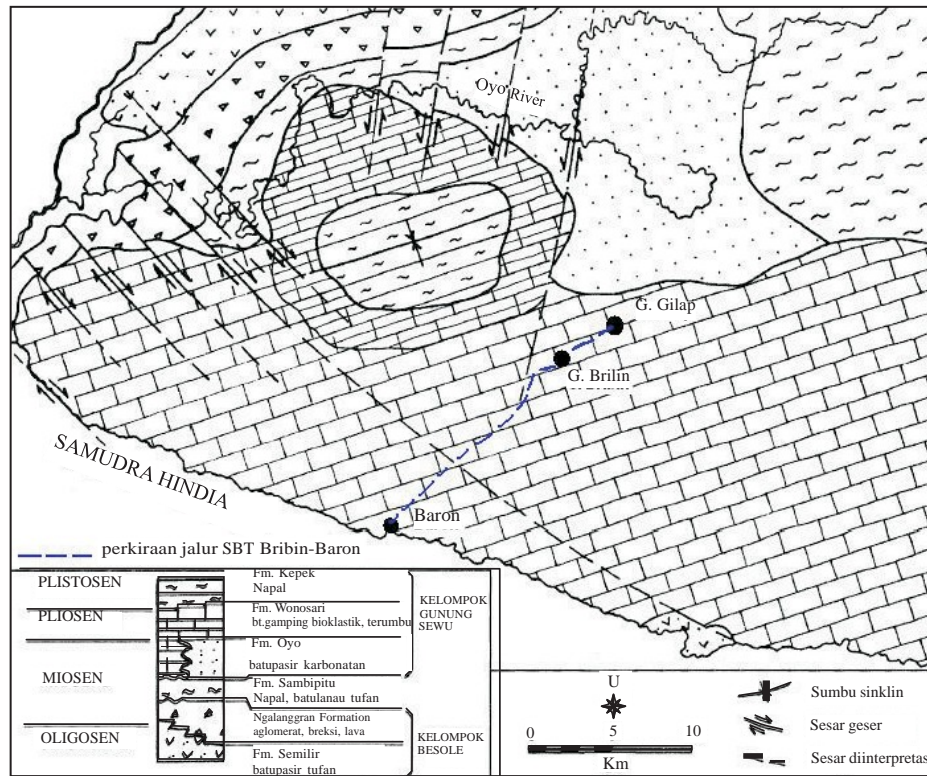 Oyo River
G. Gilap
G. Brilin
SAMUDRA HINDIA
Baron
perkiraan jalur SBT Bribin-Baron
PLISTOSEN
PLIOSEN
MIOSEN
OLIGOSEN
Fm. Kepek
Napal
Fm. Wonosari
bt.gamping bioklastik, terumbu
Fm. Oyo
batupasir karbonatan
Fm. Sambipitu
Napal, batulanau tufan
Ngalanggran Formation
aglomerat, breksi, lava
Fm. Semilir
batupasir tufan
KELOMPOK
GUNUNG
SEWU
KELOMPOK
BESOLE
U
0 5 10
Km
Sumbu sinklin
Sesar geser
Sesar diinterpretas